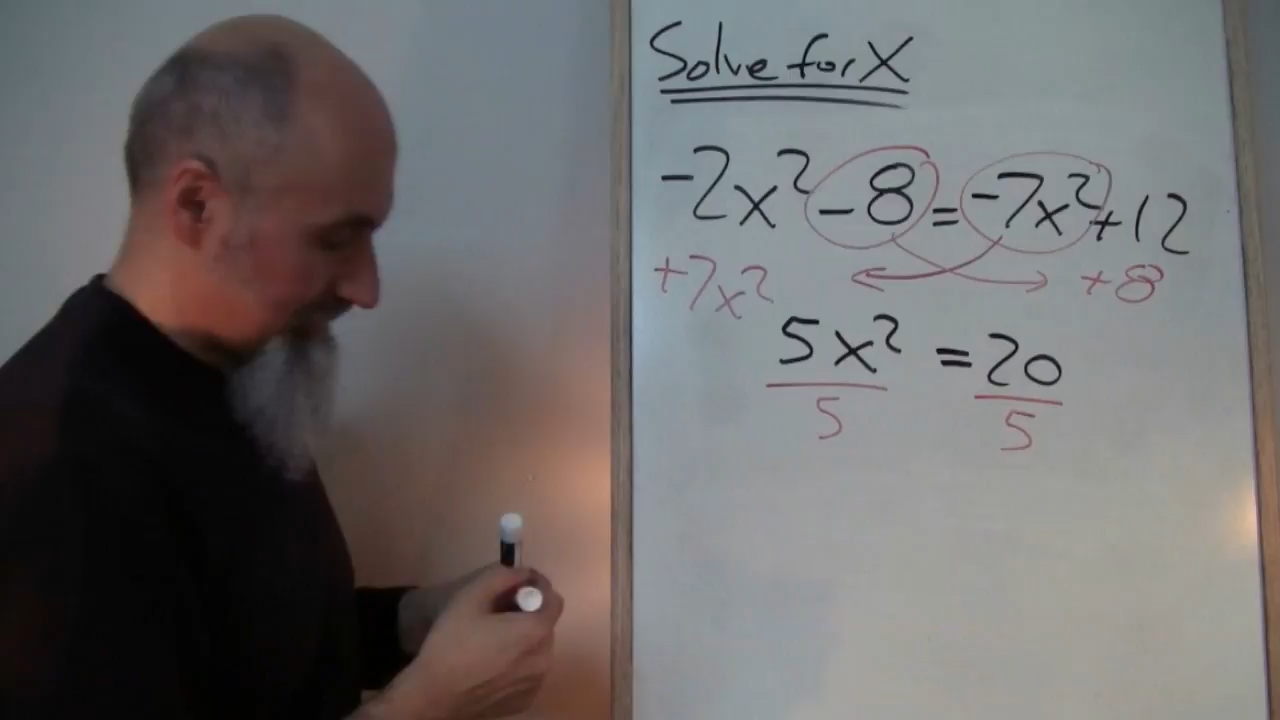 Solve for X
-2x² -8 = -7x² +12
+7x² +8
5x² = 20
5 5